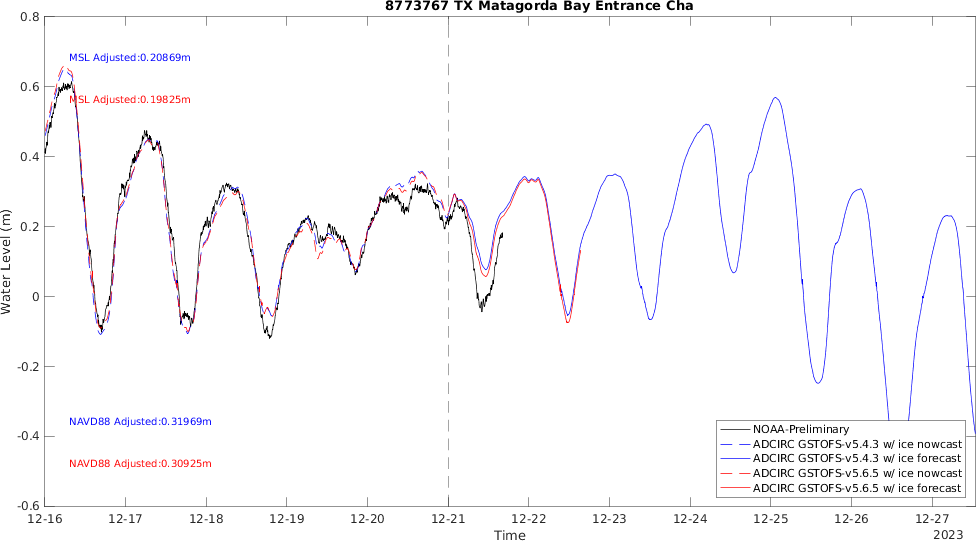 8773767 TX Matagorda Bay Entrance Cha
0.8
0.6
0.4
0.2
0
-0.2
-0.4
-0.6
Water Level (m)
MSL Adjusted:0.20869m
MSL Adjusted:0.19825m
NAVD88 Adjusted:0.31969m
NAVD88 Adjusted:0.30925m
NOAA-Preliminary
ADCIRC GSTOFS-v5.4.3 w/ ice nowcast
ADCIRC GSTOFS-v5.4.3 w/ ice forecast
ADCIRC GSTOFS-v5.6.5 w/ ice nowcast
ADCIRC GSTOFS-v5.6.5 w/ ice forecast
12-16 12-17 12-18 12-19 12-20 12-21 12-22 12-23 12-24 12-25 12-26 12-27
Time
2023